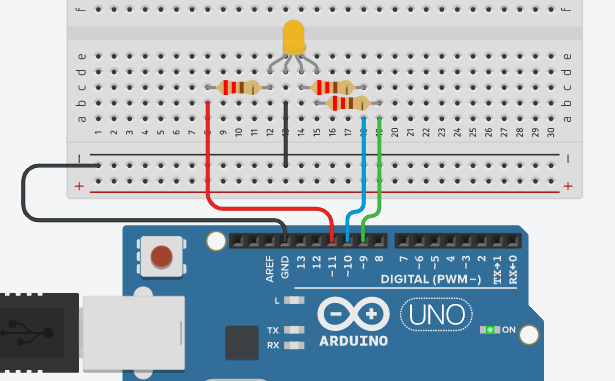 f f
e e
d d
c c
b b
a a
1 2 3 4 5 6 7 8 9 10 11 12 13 14 15 16 17 18 19 20 21 22 23 24 25 26 27 28 29 30
− −
+ +
AREF GND 13 12 ~11 ~10 ~9 8 7 ~6 ~5 4 ~3 2 TX→1 RX←0
DIGITAL (PWM~)
L
TX
RX
UNO
ARDUINO
ON